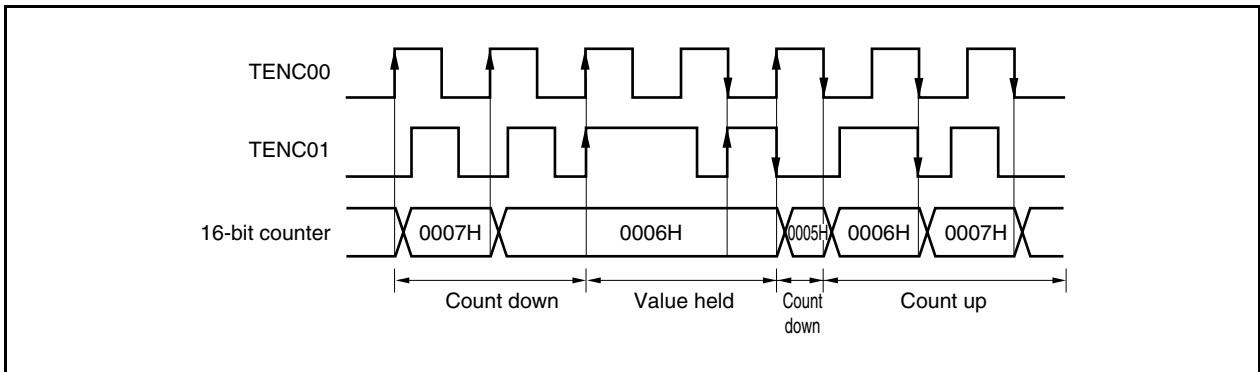 TENC00
TENC01
16-bit counter
0007H
0006H
0005H
0006H
0007H
Count down
Value held
Count
down
Count up